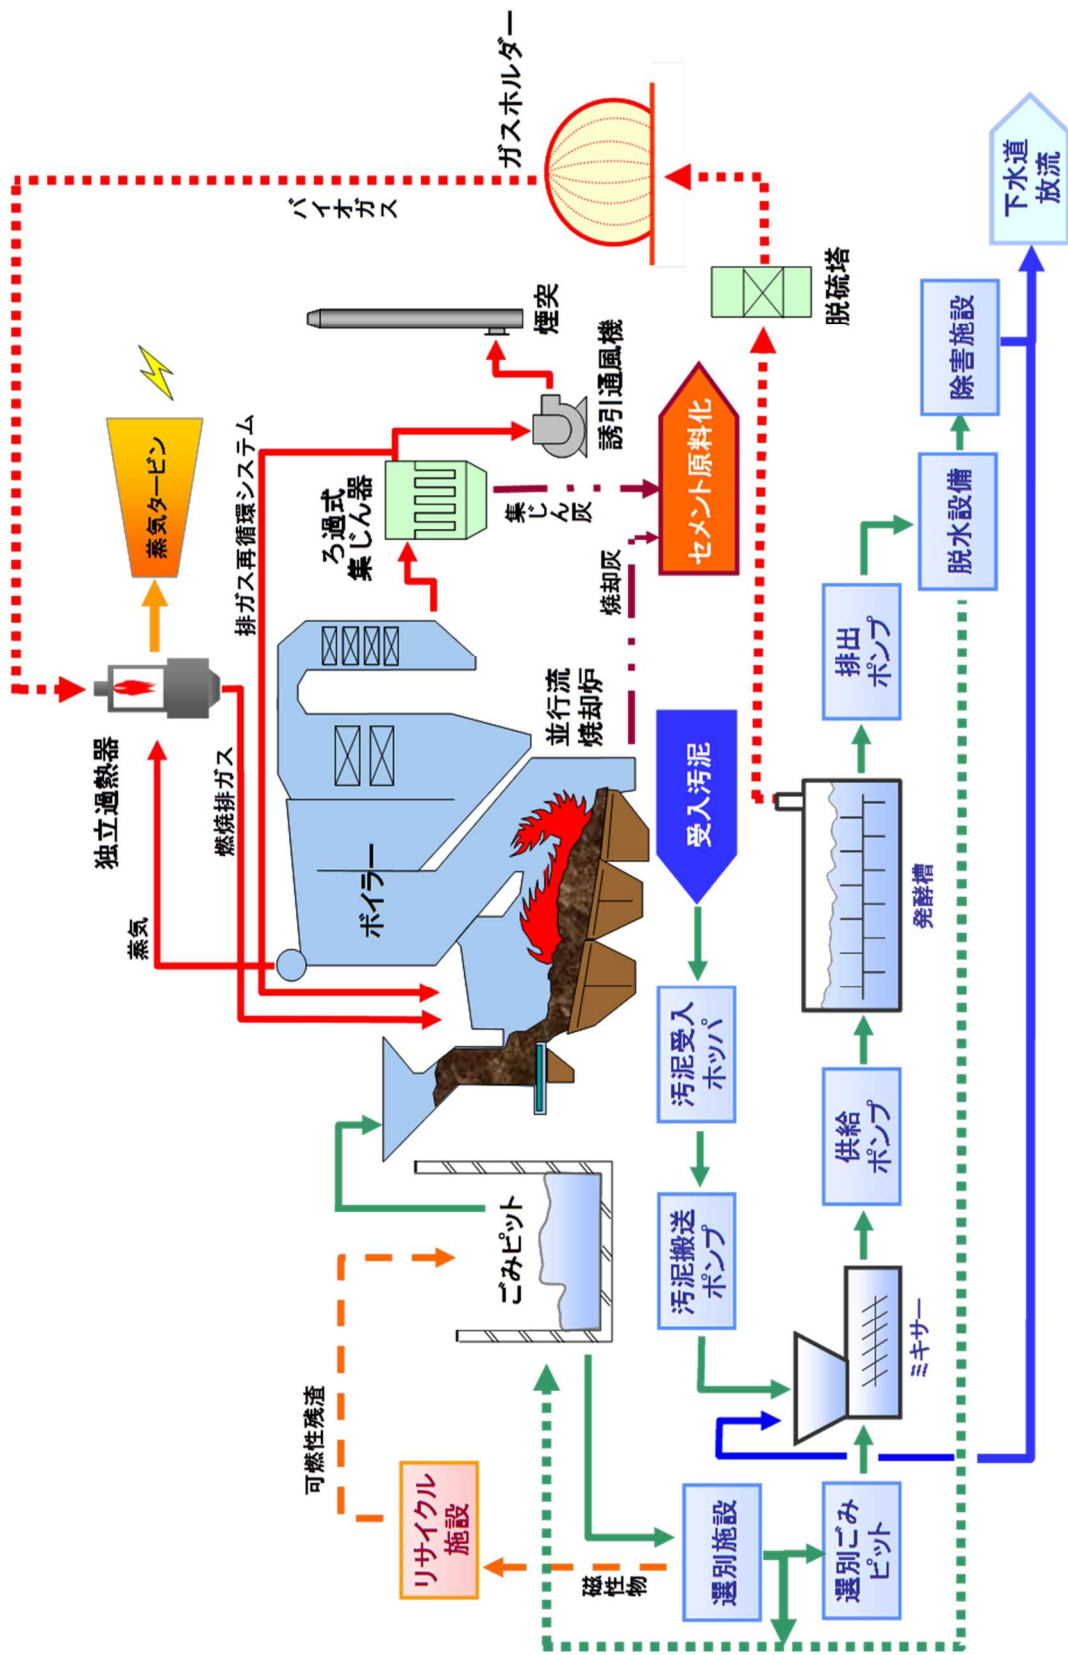 独立過熱器
蒸気タービン
バイオガス
ガスホルダー
蒸気
燃焼排ガス
排ガス再循環システム
可燃性残渣
ボイラー
ろ過式
集じん器
煙突
リサイクル
施設
ごみピット
並行流
焼却炉
集じん灰
誘引通風機
焼却灰
磁性物
選別施設
汚泥搬送
ポンプ
汚泥受入
ホッパ
受入汚泥
セメント原料化
脱硫塔
選別ごみ
ピット
ミキサー
供給
ポンプ
発酵槽
排出
ポンプ
脱水設備
除害施設
下水道
放流